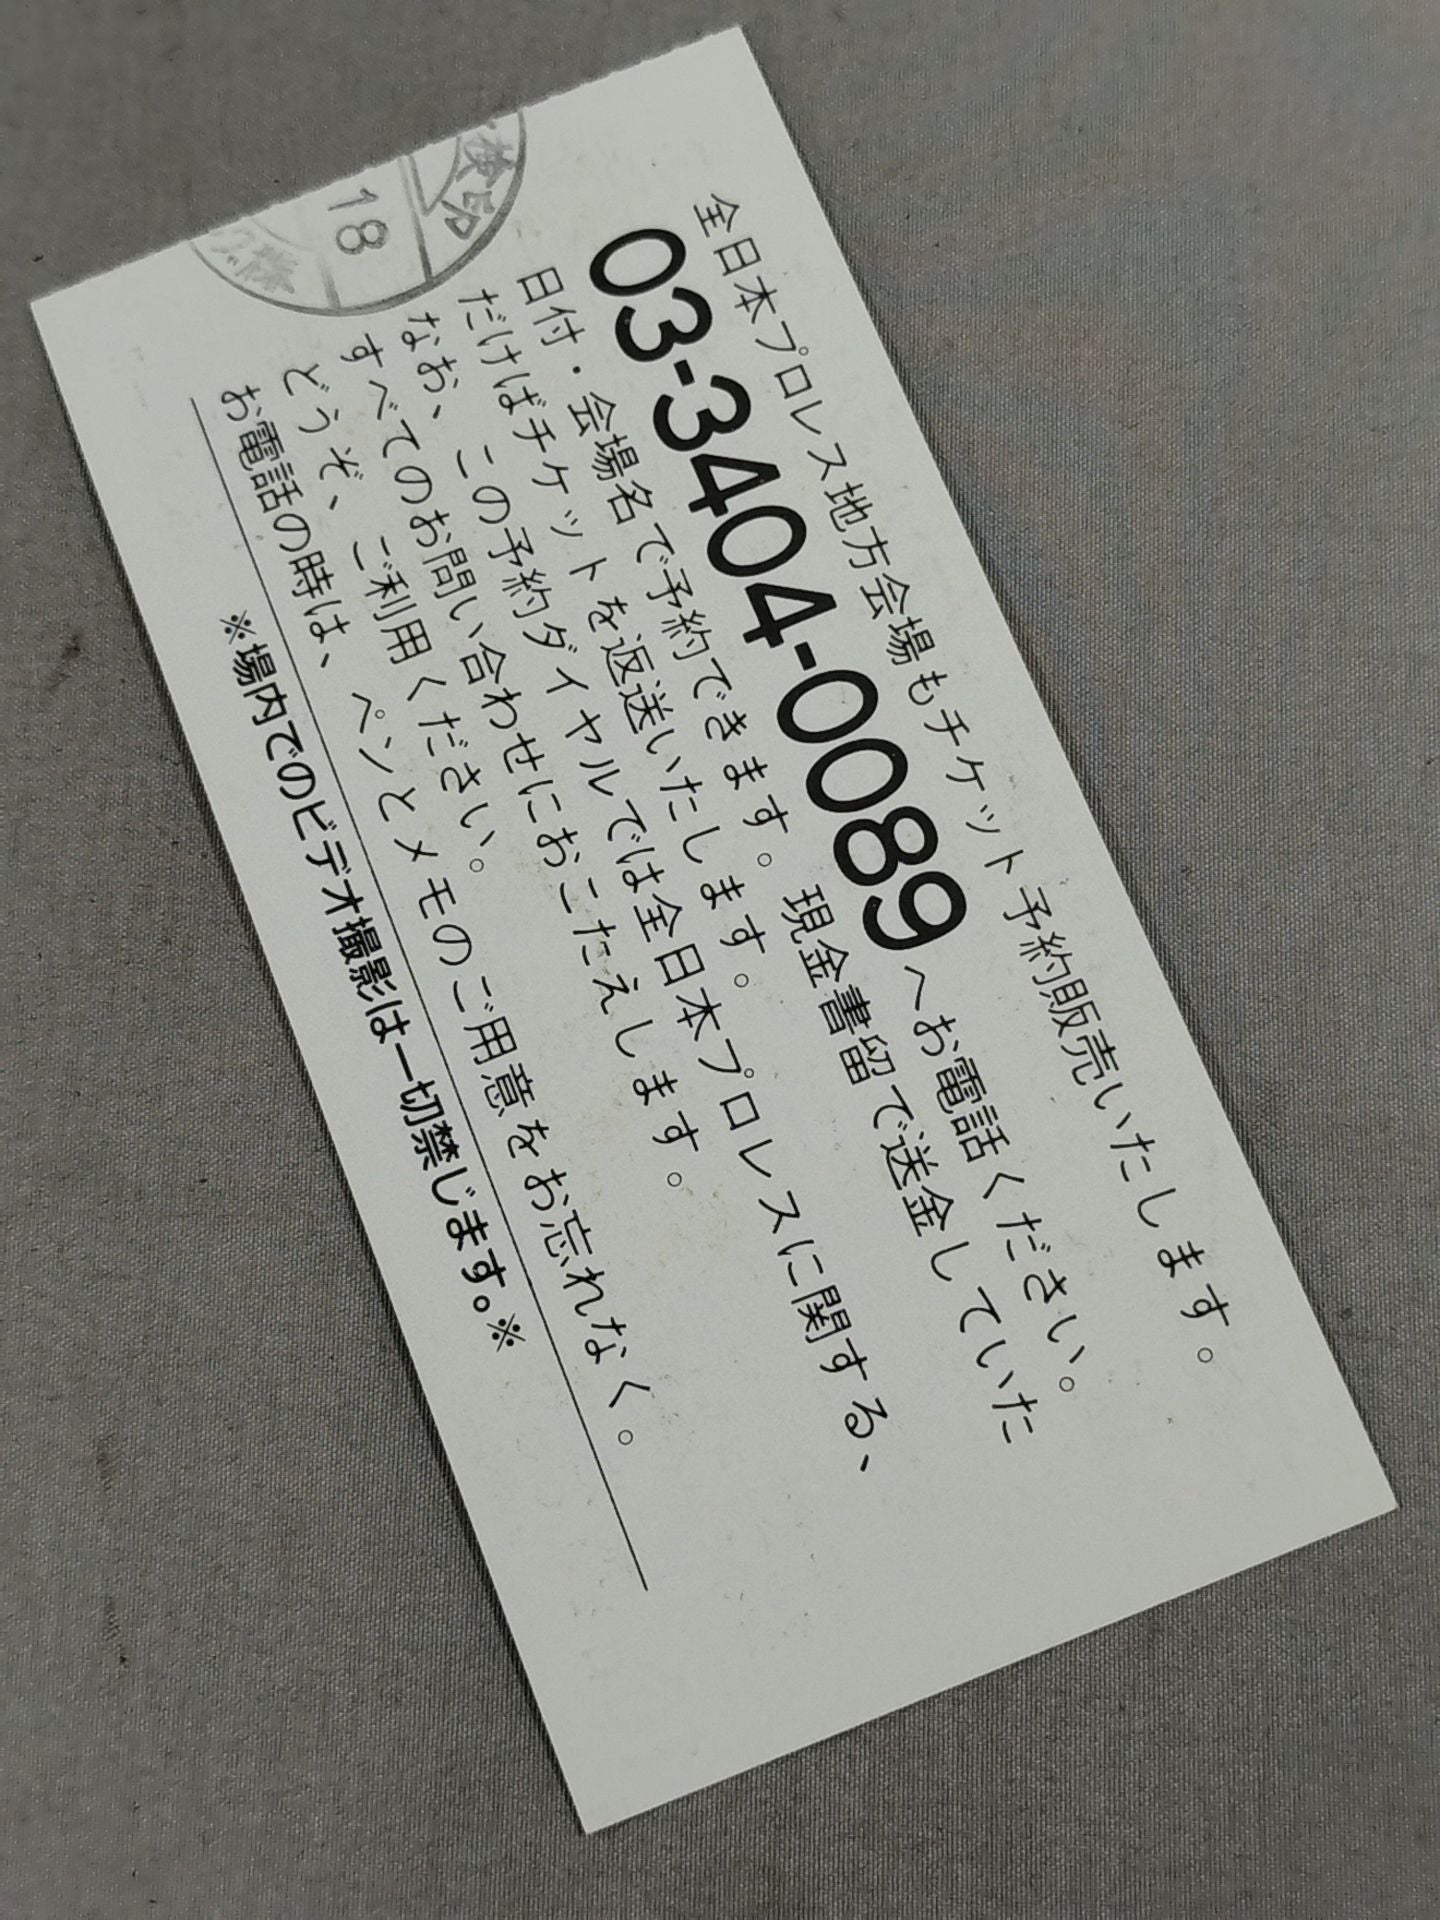 全日本プロレス地方会場もチケット予約販売いたします。
03-3404-0089へお電話ください。
日付・会場名で予約できます。現金書留で送金していた
だけばチケットを返送いたします。
なお、この予約ダイヤルでは全日本プロレスに関する、
すべてのお問い合わせにおこたえします。
どうぞ、ご利用ください。
お電話の時は、ペンとメモのご用意をお忘れなく。
※場内でのビデオ撮影は一切禁じます。※
検印
18